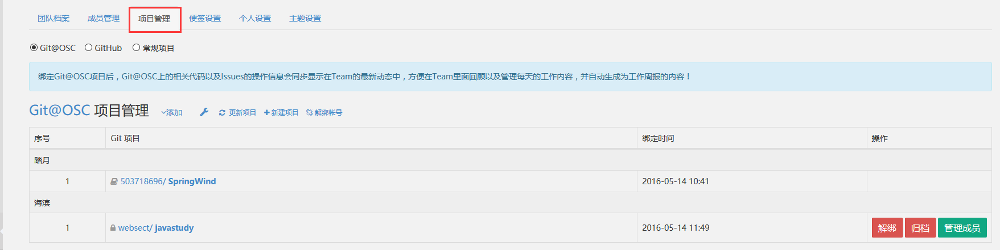 团队档案 成员管理 项目管理 便签设置 个人设置 主题设置
Git@OSC GitHub 常规项目
绑定Git@OSC项目后，Git@OSC上的相关代码以及Issues的操作信息会同步显示在Team的最新动态中，方便在Team里面回顾以及管理每天的工作内容，并自动生成为工作周报的内容！
Git@OSC 项目管理 添加 更新项目 新建项目 解绑帐号
序号 Git 项目 绑定时间 操作
踏月
1 503718696/ SpringWind 2016-05-14 10:41
海滨
1 websect/ javastudy 2016-05-14 11:49 解绑 归档 管理成员